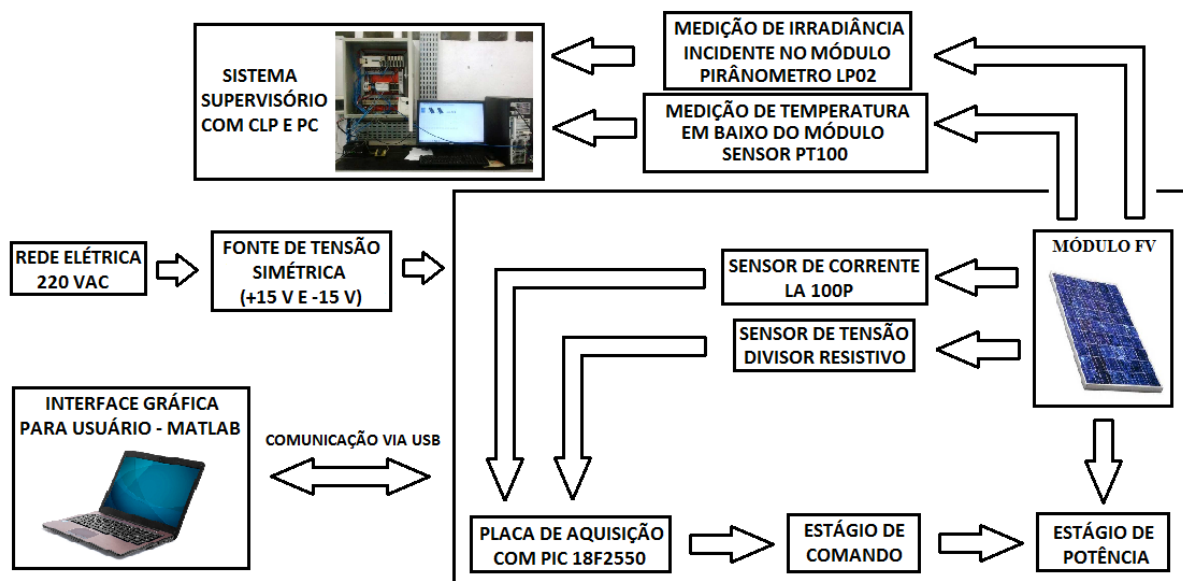 SISTEMA
SUPERVISÓRIO
COM CLP E PC
MEDIÇÃO DE IRRADIÂNCIA
INCIDENTE NO MÓDULO
PIRÂNOMETRO LP02
MEDIÇÃO DE TEMPERATURA
EM BAIXO DO MÓDULO
SENSOR PT100
REDE ELÉTRICA
220 VAC
FONTE DE TENSÃO
SIMÉTRICA
(+15 V E -15 V)
SENSOR DE CORRENTE
LA 100P
SENSOR DE TENSÃO
DIVISOR RESISTIVO
MÓDULO FV
INTERFACE GRÁFICA
PARA USUÁRIO - MATLAB
COMUNICAÇÃO VIA USB
PLACA DE AQUISIÇÃO
COM PIC 18F2550
ESTÁGIO DE
COMANDO
ESTÁGIO DE
POTÊNCIA